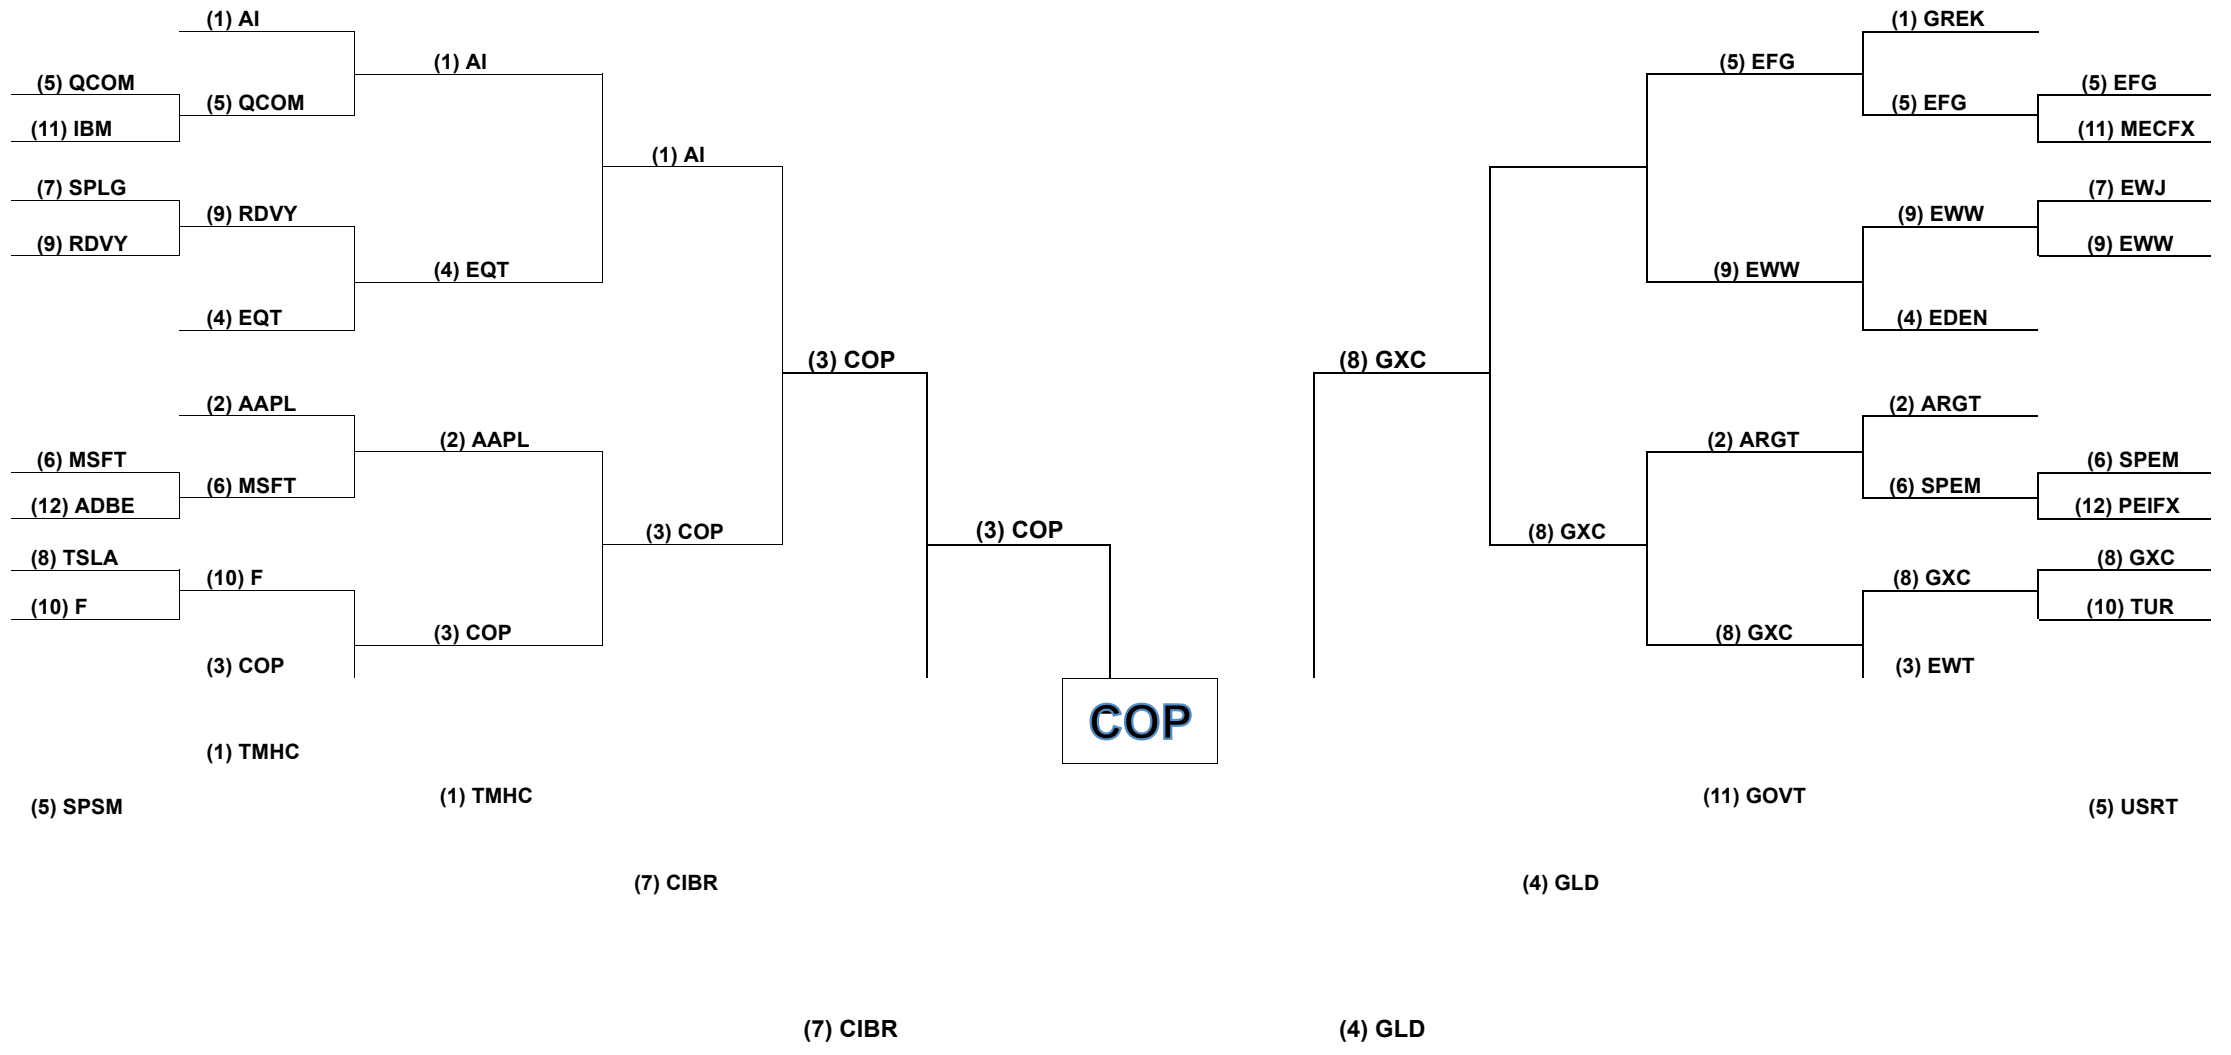 (1) AI
(1) GREK
(1) AI
(5) EFG
(5) QCOM
(5) EFG
(5) QCOM
(5) EFG
(11) IBM
(11) MECFX
(1) AI
(7) SPLG
(7) EWJ
(9) RDVY
(9) EWW
(9) RDVY
(9) EWW
(4) EQT
(9) EWW
(4) EQT
(4) EDEN
(3) COP
(8) GXC
(2) AAPL
(2) ARGT
(2) AAPL
(2) ARGT
(6) MSFT
(6) SPEM
(6) MSFT
(6) SPEM
(12) ADBE
(12) PEIFX
(3) COP
(3) COP
(8) GXC
(8) TSLA
(8) GXC
(10) F
(8) GXC
(10) F
(10) TUR
(3) COP
(8) GXC
(3) COP
(3) EWT
COP
(1) TMHC
(1) TMHC
(11) GOVT
(5) SPSM
(5) USRT
(7) CIBR
(4) GLD
(7) CIBR
(4) GLD